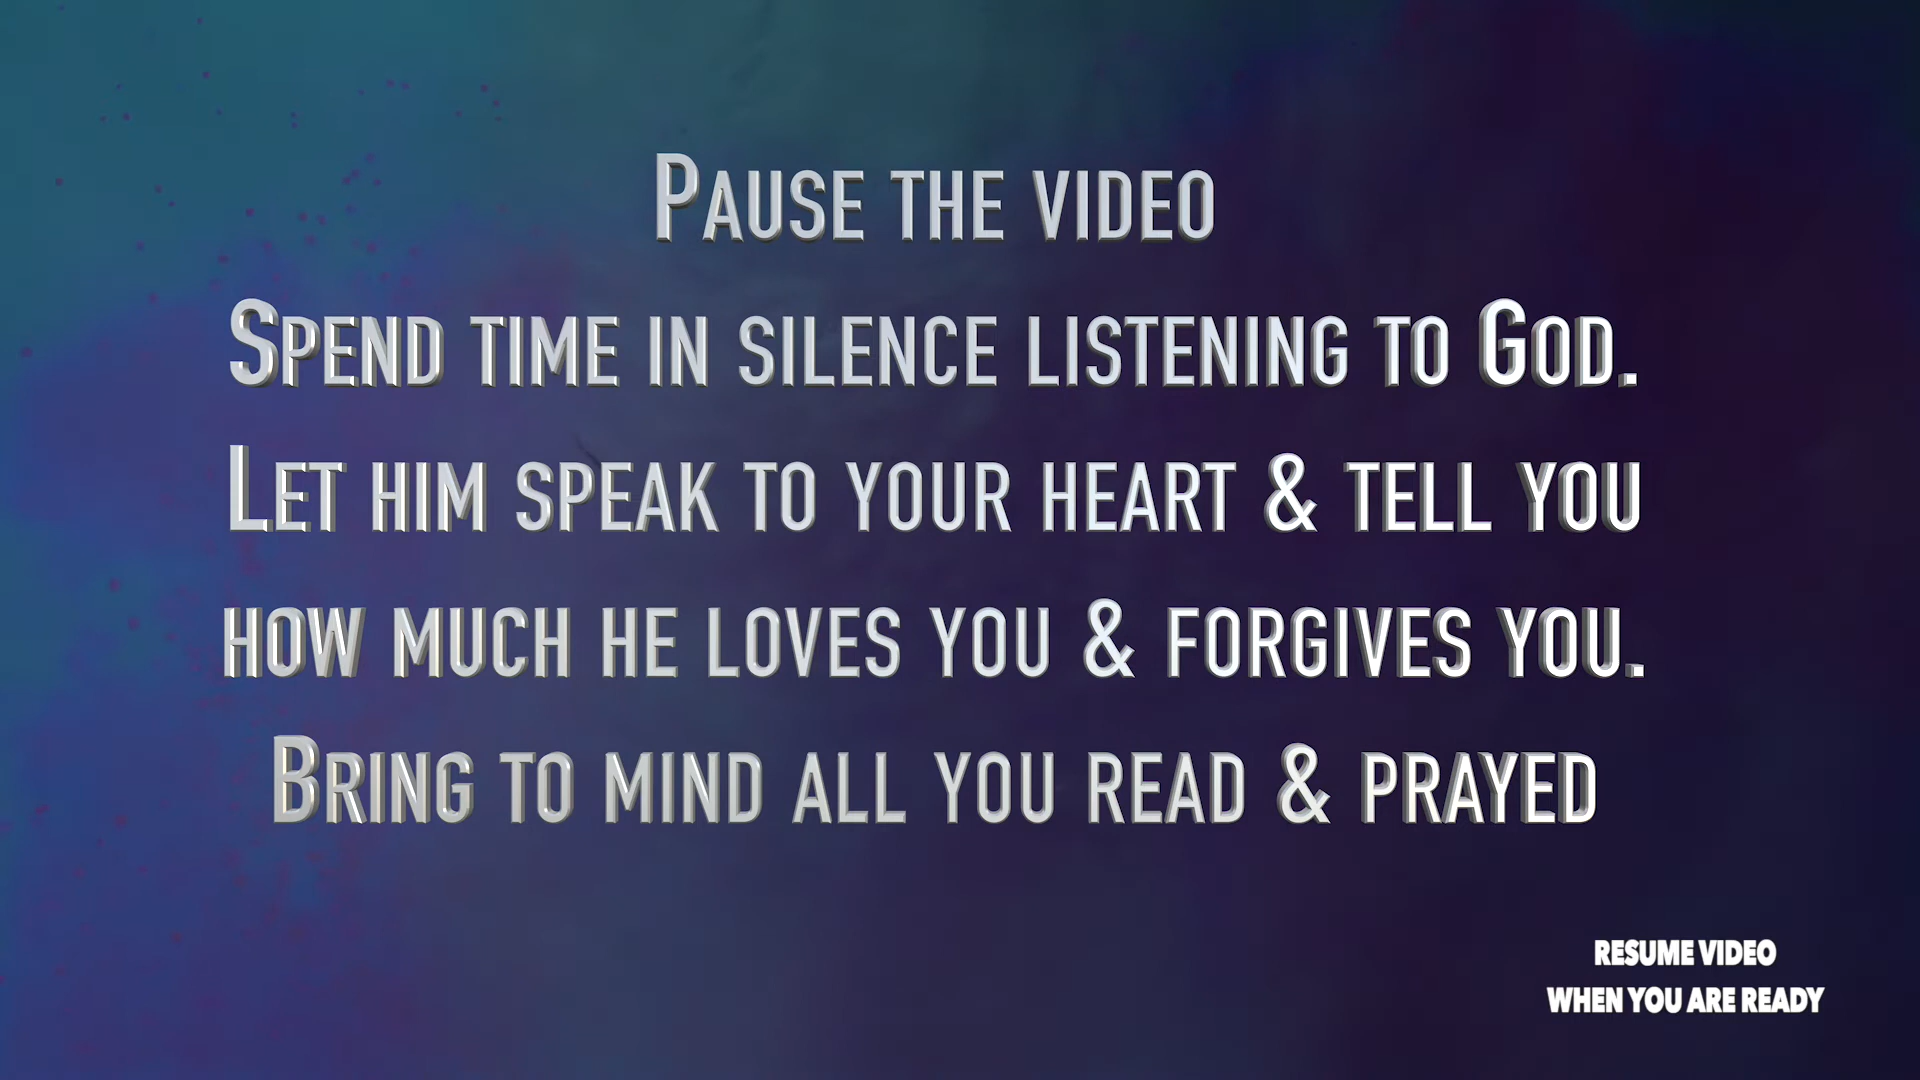 Pause the video
Spend time in silence listening to God.
Let him speak to your heart & tell you
how much he loves you & forgives you.
Bring to mind all you read & prayed
RESUME VIDEO
WHEN YOU ARE READY